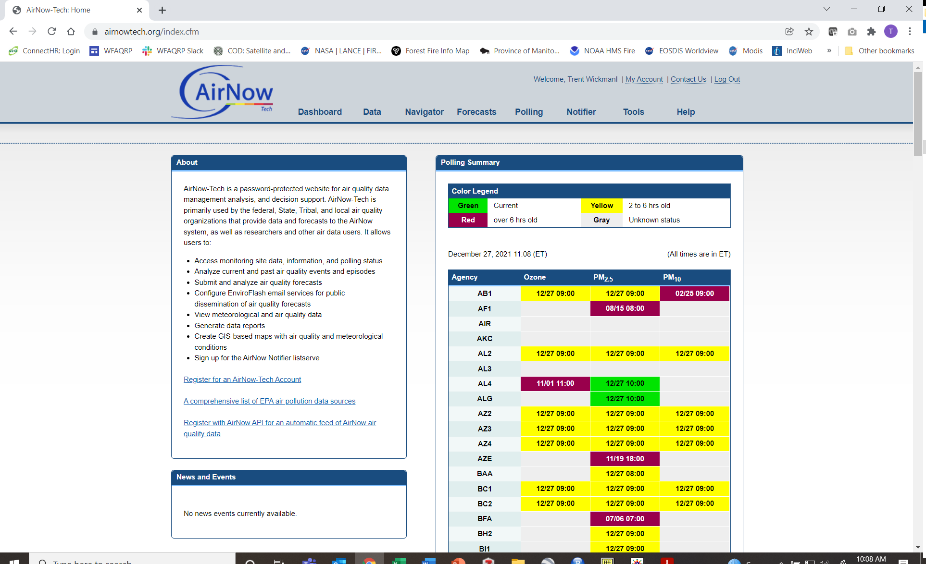 AirNow-Tech: Home
airnowtech.org/index.cfm
ConnectHR: Login WFAQRP WFAQRP Slack COD: Satellite and... NASA | LANCE | FIR... Forest Fire Info Map Province of Manito... NOAA HMS Fire EOSDIS Worldview Modis InciWeb » Other bookmarks
Welcome, Trent Wickman! | My Account | Contact Us | Log Out
AirNow
Tech
Dashboard Data Navigator Forecasts Polling Notifier Tools Help
About
AirNow-Tech is a password-protected website for air quality data
management analysis, and decision support. AirNow-Tech is
primarily used by the federal, State, Tribal, and local air quality
organizations that provide data and forecasts to the AirNow
system, as well as researchers and other air data users. It allows
users to:
• Access monitoring site data, information, and polling status
• Analyze current and past air quality events and episodes
• Submit and analyze air quality forecasts
• Configure EnviroFlash email services for public
dissemination of air quality forecasts
• View meteorological and air quality data
• Generate data reports
• Create GIS-based maps with air quality and meteorological
conditions
• Sign up for the AirNow Notifier listserve
Register for an AirNow-Tech Account
A comprehensive list of EPA air pollution data sources
Register with AirNow API for an automatic feed of AirNow air
quality data
News and Events
No news events currently available.
Polling Summary
Color Legend
Green Current Yellow 2 to 6 hrs old
Red over 6 hrs old Gray Unknown status
December 27, 2021 11:08 (ET) (All times are in ET)
Agency Ozone PM2.5 PM10
AB1 12/27 09:00 12/27 09:00 02/25 09:00
AF1 08/15 08:00
AIR
AKC
AL2 12/27 09:00 12/27 09:00 12/27 09:00
AL3
AL4 11/01 11:00 12/27 10:00
ALG 12/27 10:00
AZ2 12/27 09:00 12/27 09:00 12/27 09:00
AZ3 12/27 09:00 12/27 09:00 12/27 09:00
AZ4 12/27 09:00 12/27 09:00 12/27 09:00
AZE 11/19 18:00
BAA 12/27 08:00
BC1 12/27 09:00 12/27 09:00 12/27 09:00
BC2 12/27 09:00 12/27 09:00 12/27 09:00
BFA 07/06 07:00
BH2 12/27 09:00
BI1 12/27 09:00
10:08 AM